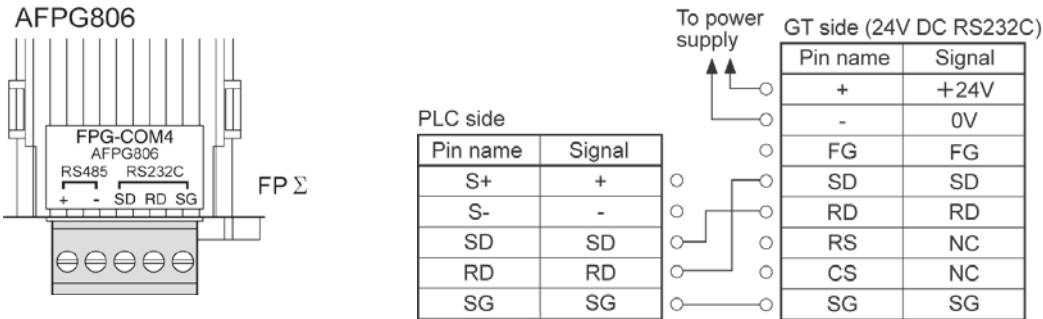 AFPG806
FPG-COM4
AFPG806
RS485 RS232C
+ - SD RD SG
FP Σ
To power
supply
GT side (24V DC RS232C)
Pin name Signal
+ +24V
- 0V
FG FG
SD SD
RD RD
RS NC
CS NC
SG SG
PLC side
Pin name Signal
S+ +
S- -
SD SD
RD RD
SG SG